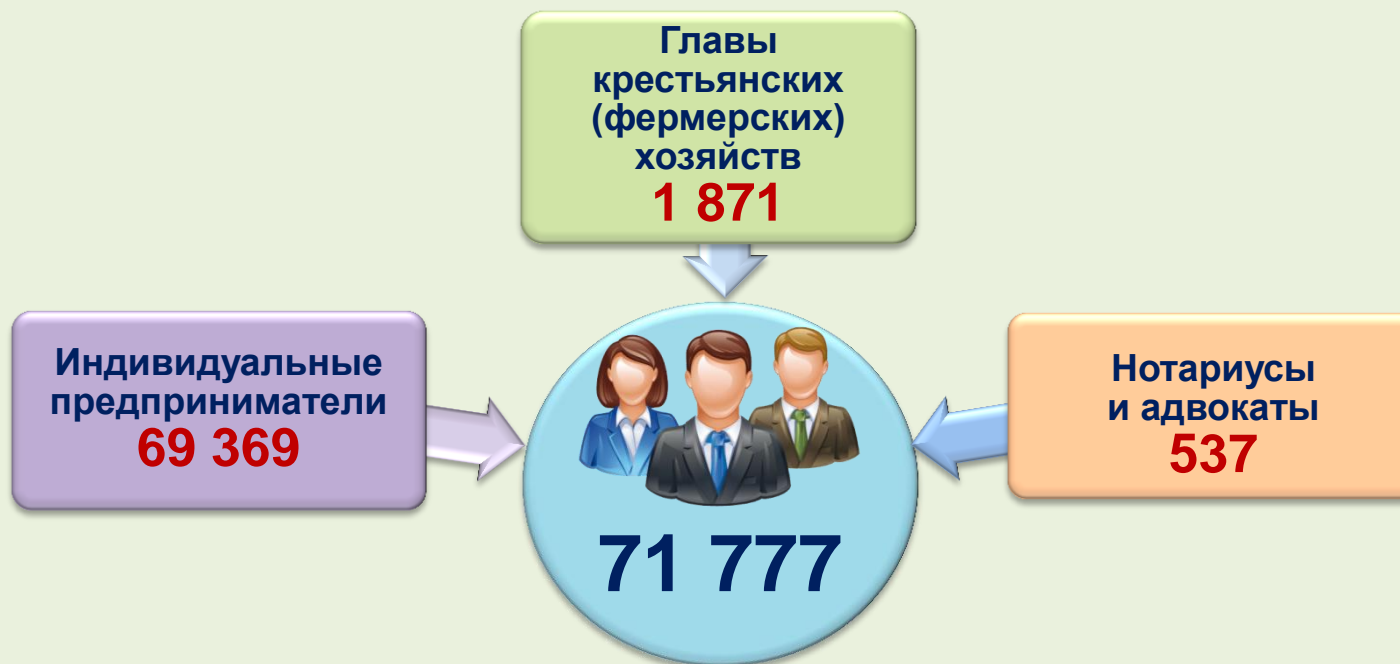 Главы
крестьянских
(фермерских)
хозяйств
1 871
Индивидуальные
предприниматели
69 369
Нотариусы
и адвокаты
537
71 777